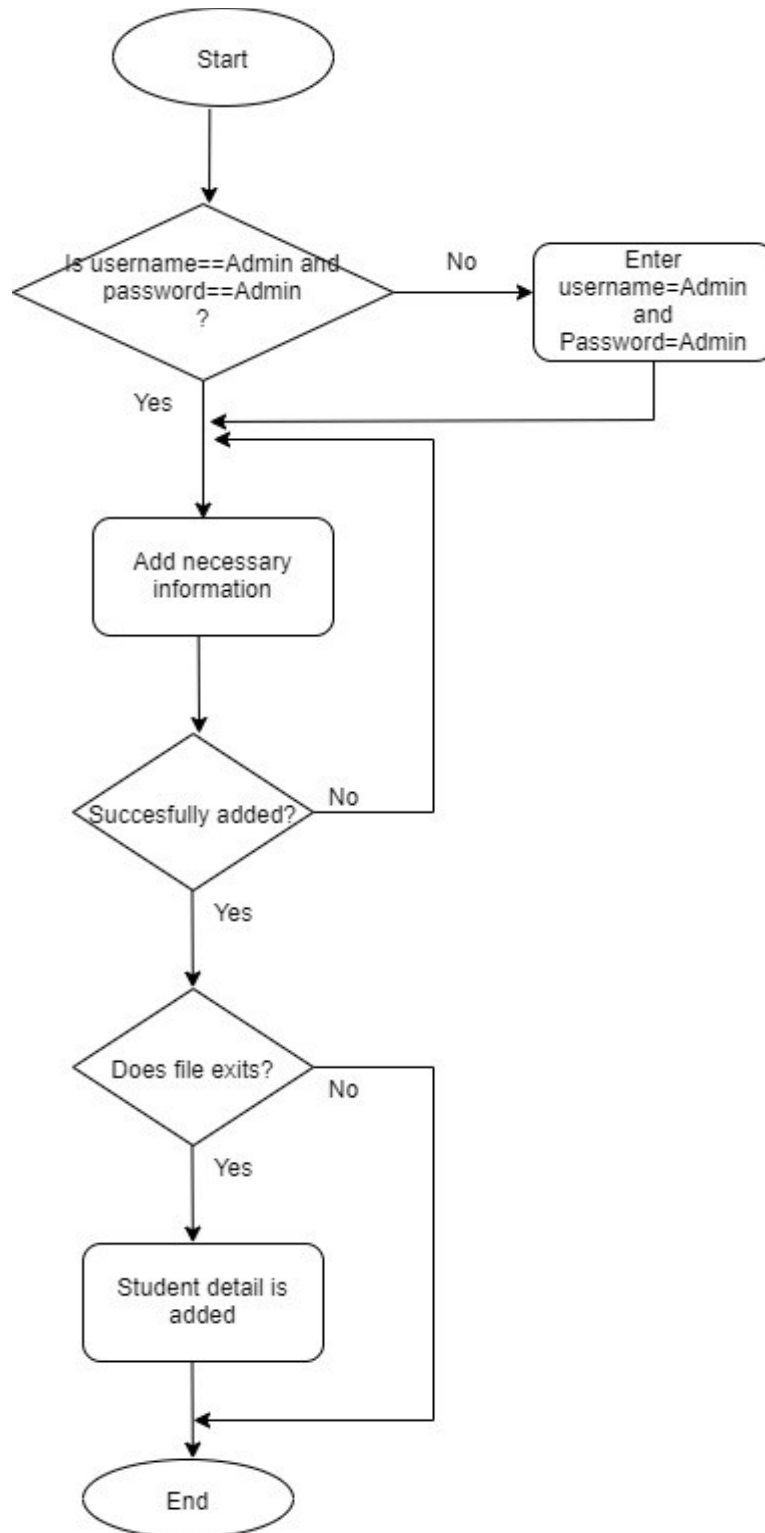 Start
Is username==Admin and
password==Admin
?
No
Enter
username=Admin
and
Password=Admin
Yes
Add necessary
information
Succesfully added?
No
Yes
Does file exits?
No
Yes
Student detail is
added
End